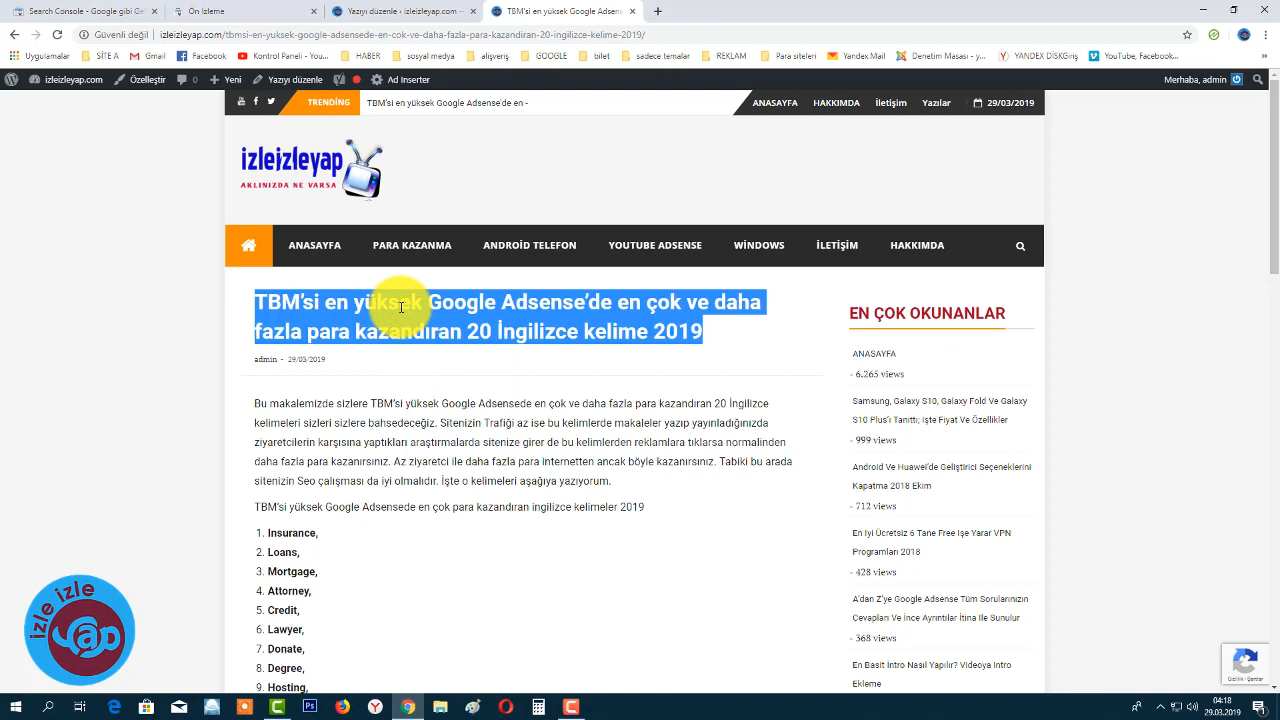 Search Console - Google'da Get
Ön İzleme
Yazıyı düzenle ‹ izleizleyap.com —
TBM'si en yüksek Google Adsens
Güvenli değil | izleizleyap.com/tbmsi-en-yuksek-google-adsensede-en-cok-ve-daha-fazla-para-kazandiran-20-ingilizce-kelime-2019/
Uygulamalar SİTE A Gmail Facebook Kontrol Paneli - You... HABER sosyal medya alışveriş GOOGLE bilet sadece temalar REKLAM Para siteleri Yandex.Mail Denetim Masası - y... YANDEX DİSKGiriş YouTube, Facebook...
izleizleyap.com Özelleştir 0 Yeni Yazıyı düzenle Ad Inserter Merhaba, admin
TRENDİNG TBM'si en yüksek Google Adsense'de en - ANASAYFA HAKKIMDA İletişim Yazılar 29/03/2019
izleizleyap
AKLINIZDA NE VARSA
ANASAYFA PARA KAZANMA ANDROİD TELEFON YOUTUBE ADSENSE WİNDOWS İLETİŞİM HAKKIMDA
TBM'si en yüksek Google Adsense'de en çok ve daha
fazla para kazandıran 20 İngilizce kelime 2019
admin - 29/03/2019
Bu makalemizde sizlere TBM'si yüksek Google Adsensede en çok ve daha fazla para kazandıran 20 İngilizce
kelimeleri sizleri sizlere bahsedeceğiz. Sitenizin Trafiği az ise bu kelimlerde makaleler yazıp yayınladığınızda
ziyaretcilerin karşısına yaptıkları araştırmalarda sitenize girer de bu kelimlerden reklamlara tıklarsa normalinden
daha fazla para kazanırsınız. Az ziyaretci ile daha fazla para internetten ancak böyle kazanırsınız. Tabiki bu arada
sitenizin Seo çalışması da iyi olmalıdır. İşte o kelimeleri aşağıya yazıyorum.
TBM'si yüksek Google Adsensede en çok para kazandıran ingilizce kelimeler 2019
1. Insurance,
2. Loans,
3. Mortgage,
4. Attorney,
5. Credit,
6. Lawyer,
7. Donate,
8. Degree,
9. Hosting,
EN ÇOK OKUNANLAR
ANASAYFA
- 6.265 views
Samsung, Galaxy S10, Galaxy Fold Ve Galaxy
S10 Plus'ı Tanıttı; Işte Fiyat Ve Özellikler
- 999 views
Android Ve Huawei'de Geliştirici Seçeneklerini
Kapatma 2018 Ekim
- 712 views
En Iyi Ücretsiz 6 Tane Free Işe Yarar VPN
Programları 2018
- 428 views
A'dan Z'ye Google Adsense Tüm Sorularınızın
Cevapları Ve Ince Ayrıntılar Itina Ile Sunulur
- 368 views
En Basit Intro Nasıl Yapılır? Videoya Intro
Ekleme
izle izle
yap
Gizlilik - Şartlar
04:18
29.03.2019